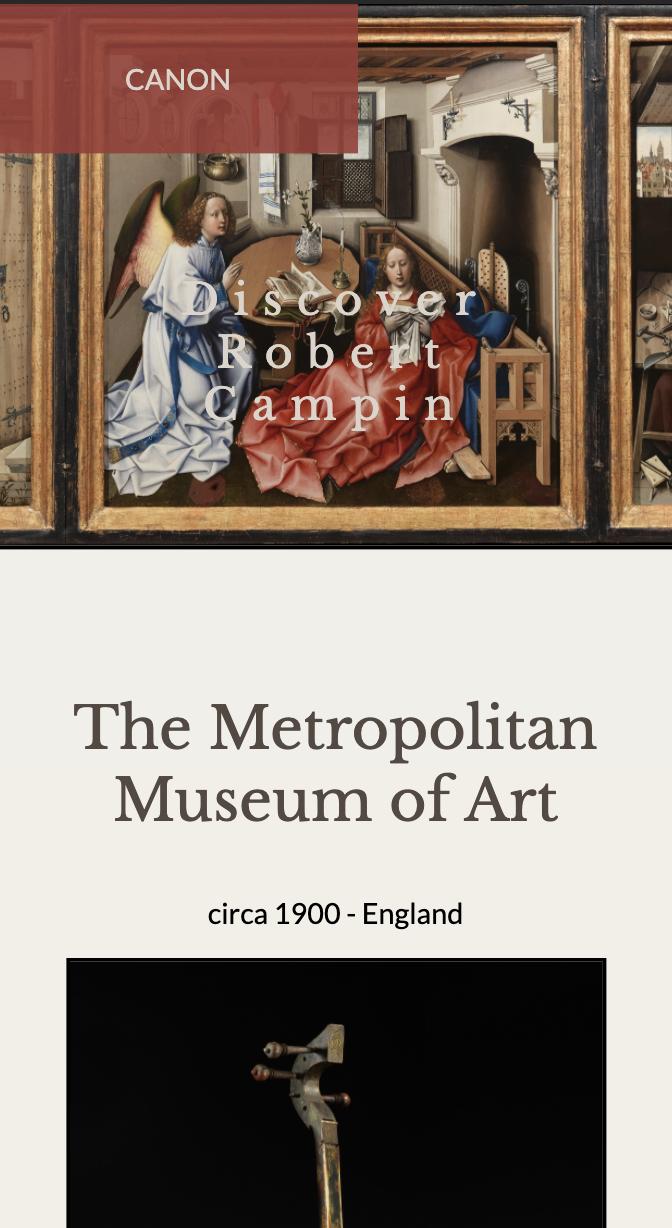 CANON
Discover
Robert
Campin
The Metropolitan
Museum of Art
circa 1900 - England